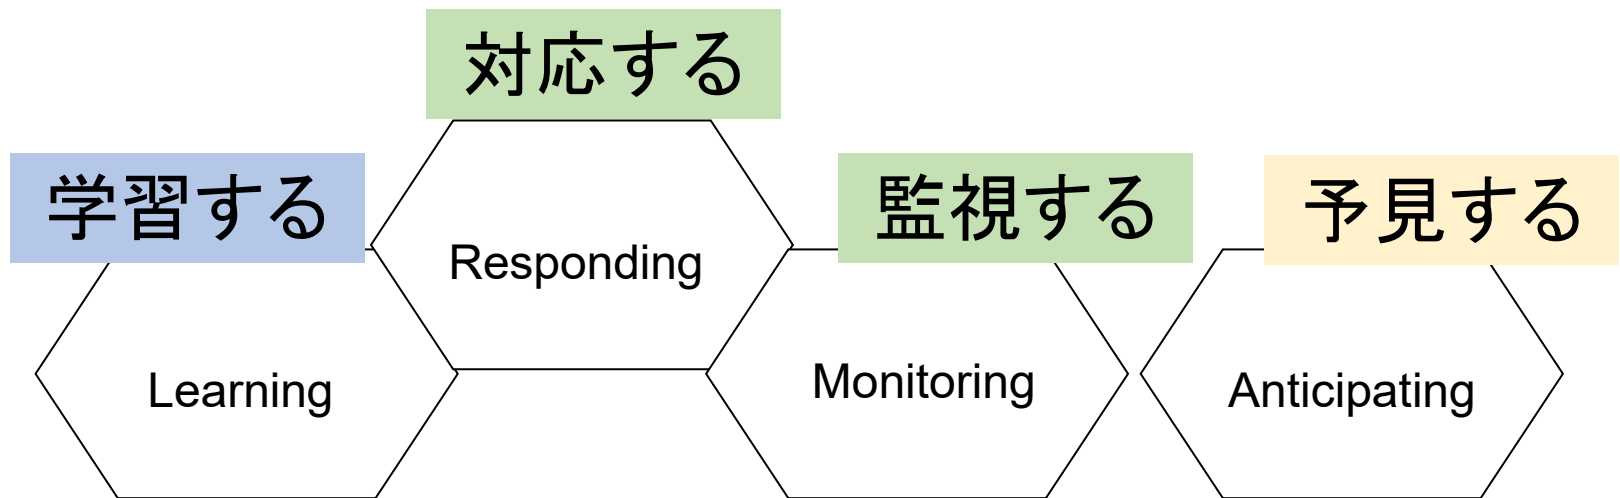 対応する
学習する
監視する
予見する
Responding
Learning
Monitoring
Anticipating